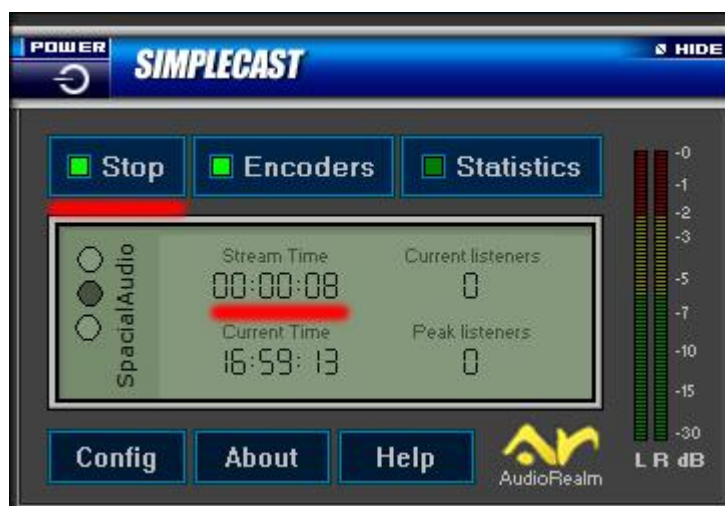 POWER
SIMPLECAST
HIDE
Stop
Encoders
Statistics
SpacialAudio
Stream Time
Current listeners
00:00:08
0
Current Time
Peak listeners
16:59:13
0
-0
-1
-2
-3
-5
-7
-10
-15
-30
L R dB
Config
About
Help
AudioRealm